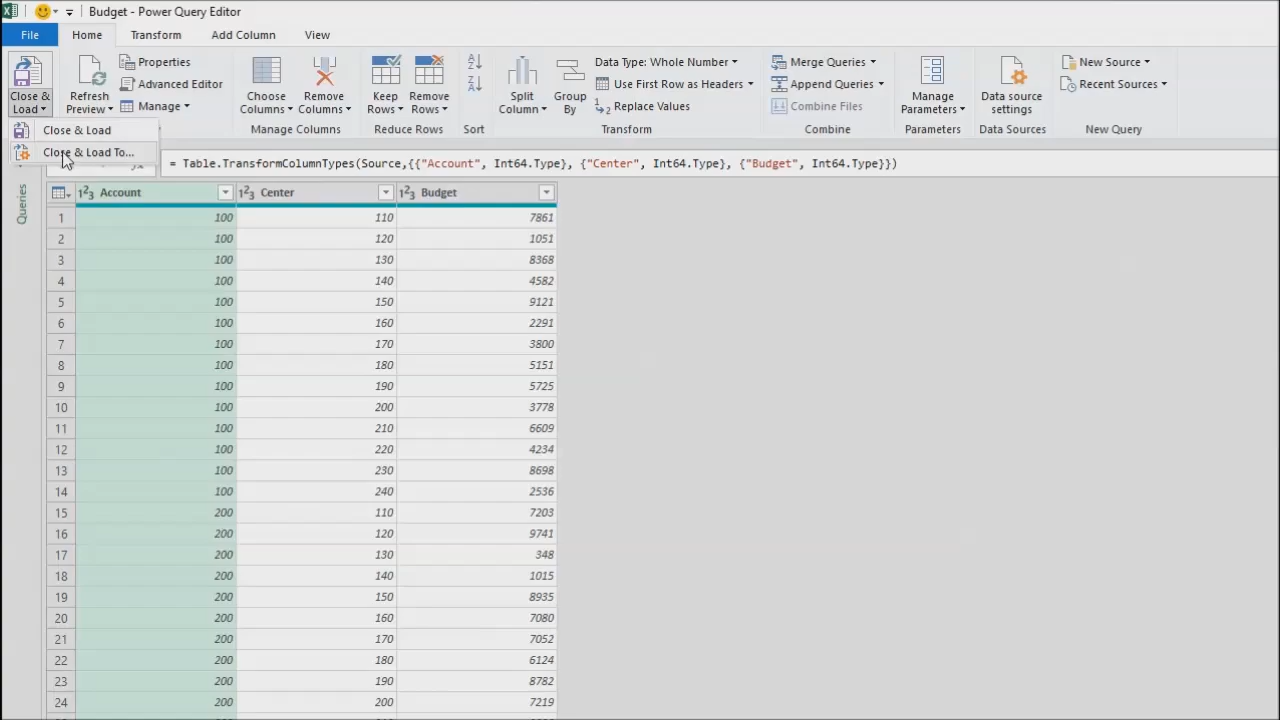 Budget - Power Query Editor
File Home Transform Add Column View
Close & Load
Refresh Preview
Properties
Advanced Editor
Manage
Choose Columns
Remove Columns
Manage Columns
Keep Rows
Remove Rows
Reduce Rows
Sort
Split Column
Group By
Data Type: Whole Number
Use First Row as Headers
Replace Values
Transform
Merge Queries
Append Queries
Combine Files
Combine
Manage Parameters
Parameters
Data source settings
Data Sources
New Source
Recent Sources
New Query
Close & Load
Close & Load To...
= Table.TransformColumnTypes(Source,{{"Account", Int64.Type}, {"Center", Int64.Type}, {"Budget", Int64.Type}})
Queries
Account Center Budget
1 100 110 7861
2 100 120 1051
3 100 130 8368
4 100 140 4582
5 100 150 9121
6 100 160 2291
7 100 170 3800
8 100 180 5151
9 100 190 5725
10 100 200 3778
11 100 210 6609
12 100 220 4234
13 100 230 8698
14 100 240 2536
15 200 110 7203
16 200 120 9741
17 200 130 348
18 200 140 1015
19 200 150 8935
20 200 160 7080
21 200 170 7052
22 200 180 6124
23 200 190 8782
24 200 200 7219